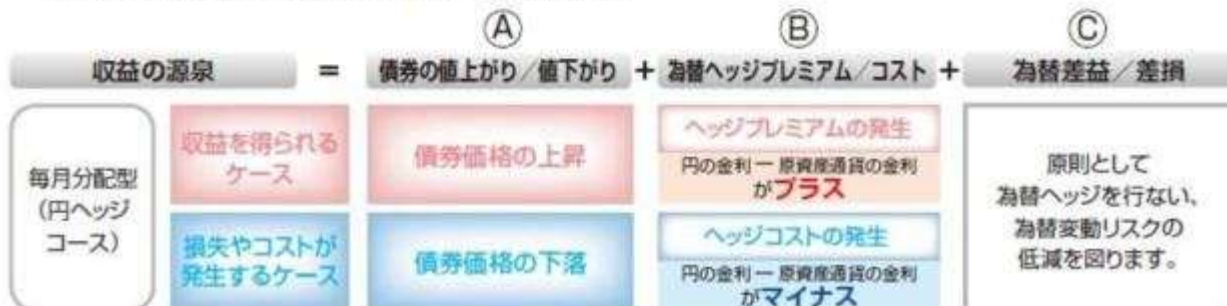 Ⓐ Ⓑ Ⓒ
収益の源泉 = 債券の値上がり/値下がり + 為替ヘッジプレミアム/コスト + 為替差益/差損
毎月分配型
(円ヘッジ
コース)
収益を得られる
ケース
債券価格の上昇
ヘッジプレミアムの発生
円の金利 ー 原資産通貨の金利
がプラス
損失やコストが
発生するケース
債券価格の下落
ヘッジコストの発生
円の金利 ー 原資産通貨の金利
がマイナス
原則として
為替ヘッジを行ない、
為替変動リスクの
低減を図ります。